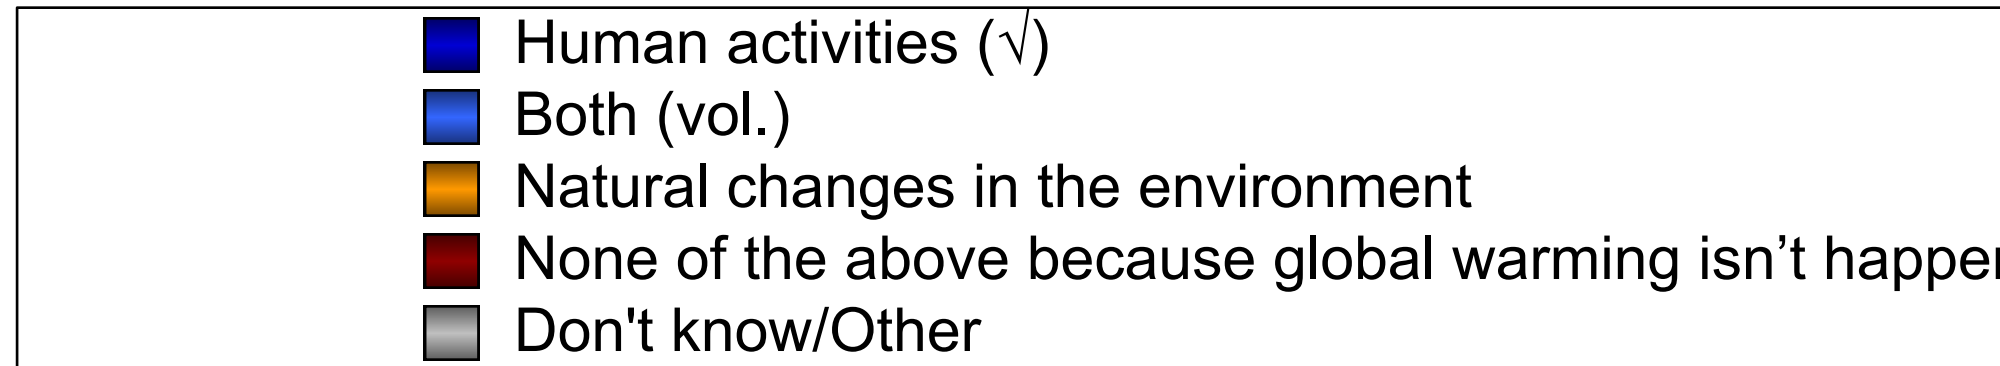 Human activities (√)
Both (vol.)
Natural changes in the environment
None of the above because global warming isn’t
Don't know/Other